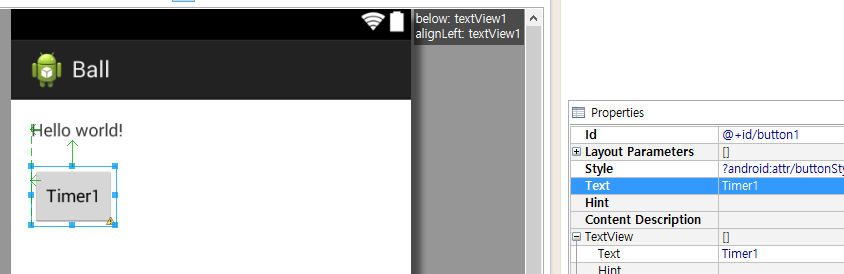 below: textView1
alignLeft: textView1
Ball
Hello world!
Timer1
Properties
Id @+id/button1
Layout Parameters []
Style ?android:attr/buttonSty
Text Timer1
Hint
Content Description
TextView []
Text Timer1
Hint